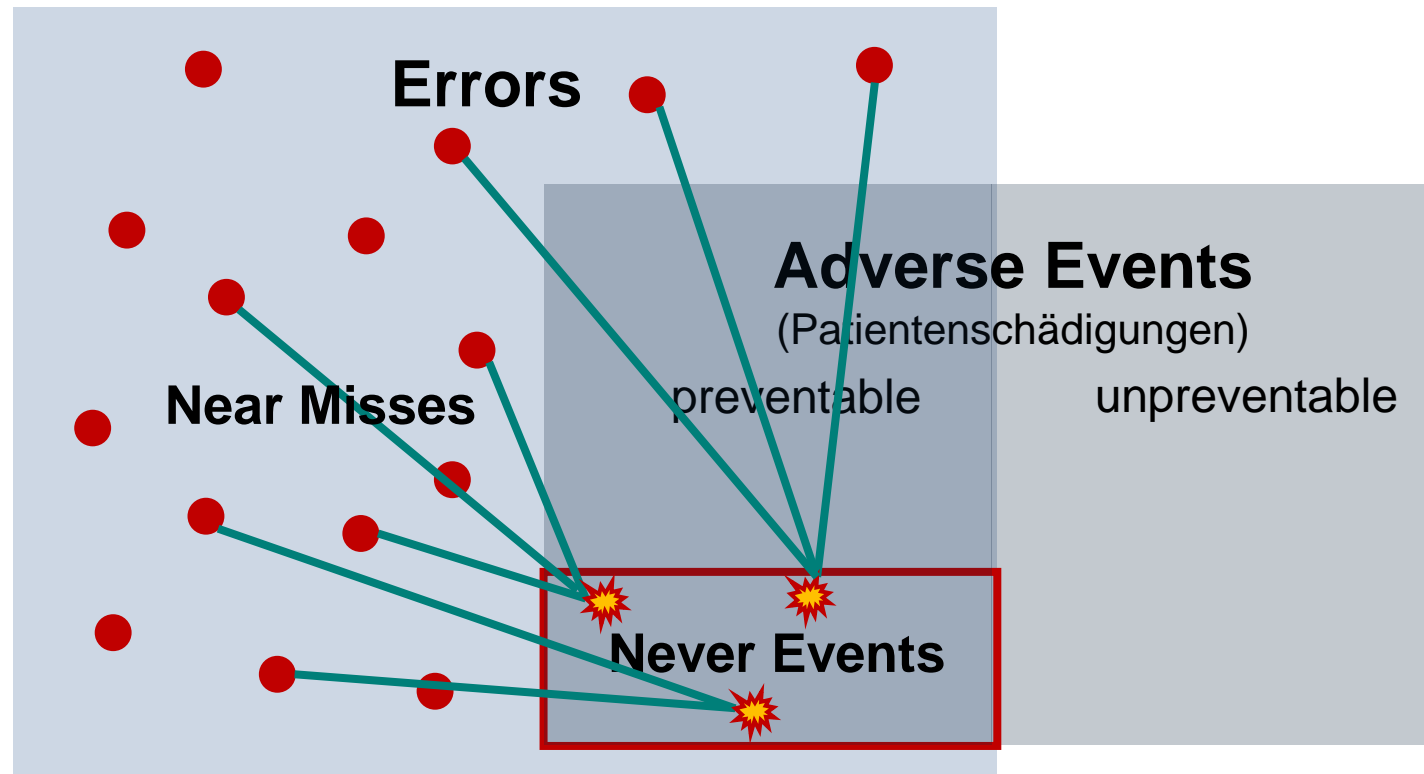 Errors
Adverse Events
(Patientenschädigungen)
preventable
unpreventable
Near Misses
Never Events